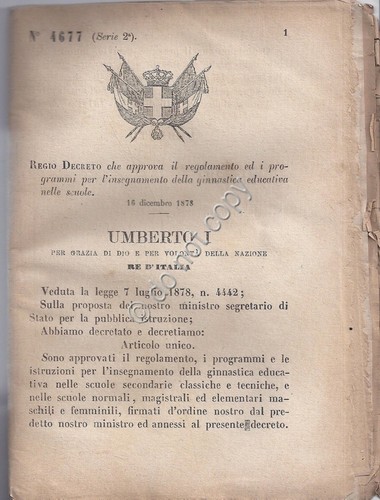 N° 4677 (Serie 2ª).
1
REGIO DECRETO che approva il regolamento ed i pro-
grammi per l'insegnamento della ginnastica educativa
nelle scuole.
16 dicembre 1878
UMBERTO I
PER GRAZIA DI DIO E PER VOLONTÀ DELLA NAZIONE
RE D'ITALIA
Veduta la legge 7 luglio 1878, n. 4442;
Sulla proposta del nostro ministro segretario di
Stato per la pubblica istruzione;
Abbiamo decretato e decretiamo:
Articolo unico.
Sono approvati il regolamento, i programmi e le
istruzioni per l'insegnamento della ginnastica educa-
tiva nelle scuole secondarie classiche e tecniche, e
nelle scuole normali, magistrali ed elementari ma-
schili e femminili, firmati d'ordine nostro dal pre-
detto nostro ministro ed annessi al presente decreto.
© do not copy